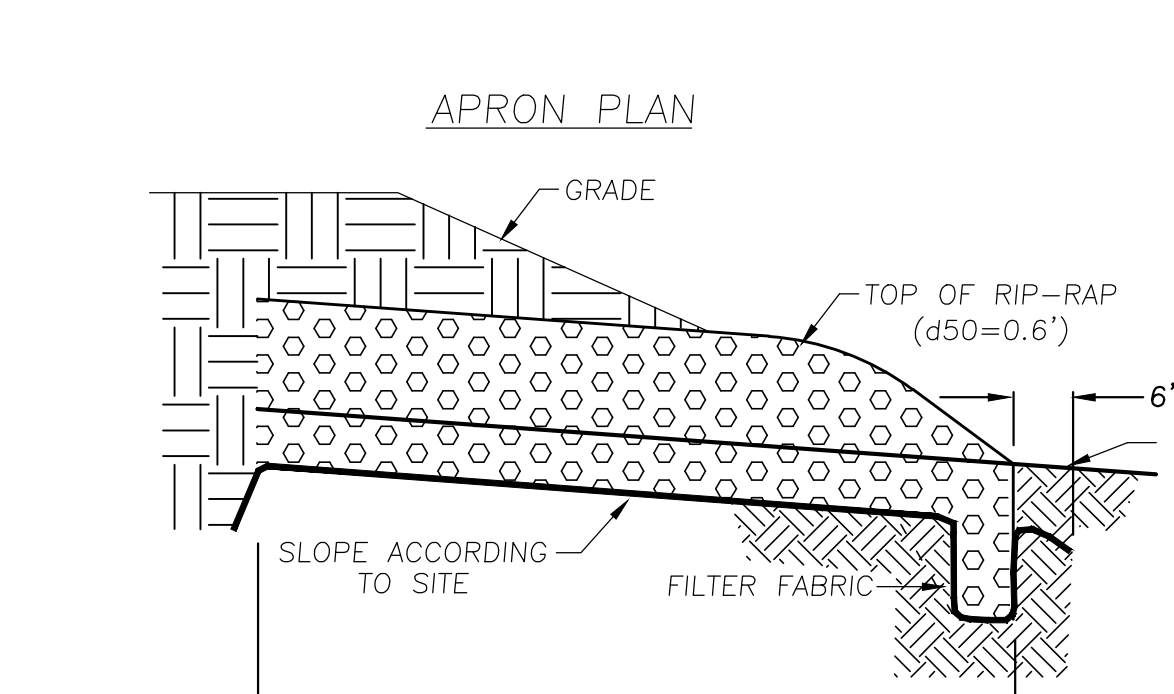 APRON PLAN
GRADE
TOP OF RIP-RAP
(d50=0.6')
6'
SLOPE ACCORDING
TO SITE
FILTER FABRIC